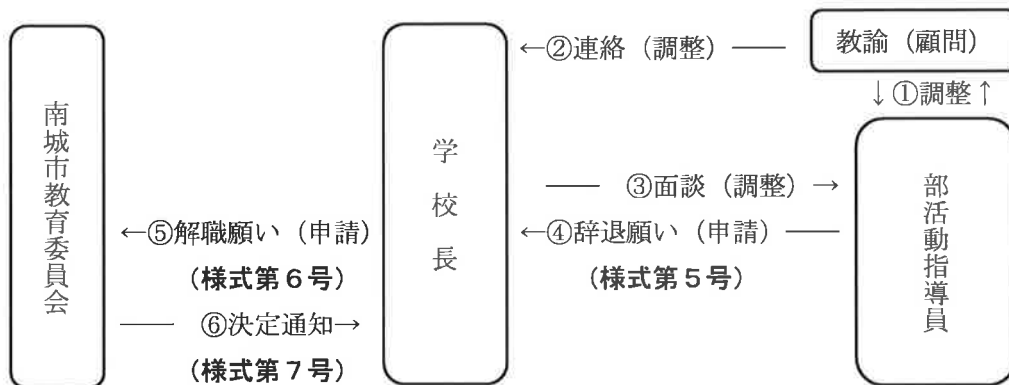 南城市教育委員会
学校長
教諭（顧問）
↓①調整↑
部活動指導員
←②連絡（調整）――
―― ③面談（調整）→
←④辞退願い（申請）――
（様式第５号）
←⑤解職願い（申請）
（様式第６号）
―― ⑥決定通知→
（様式第７号）